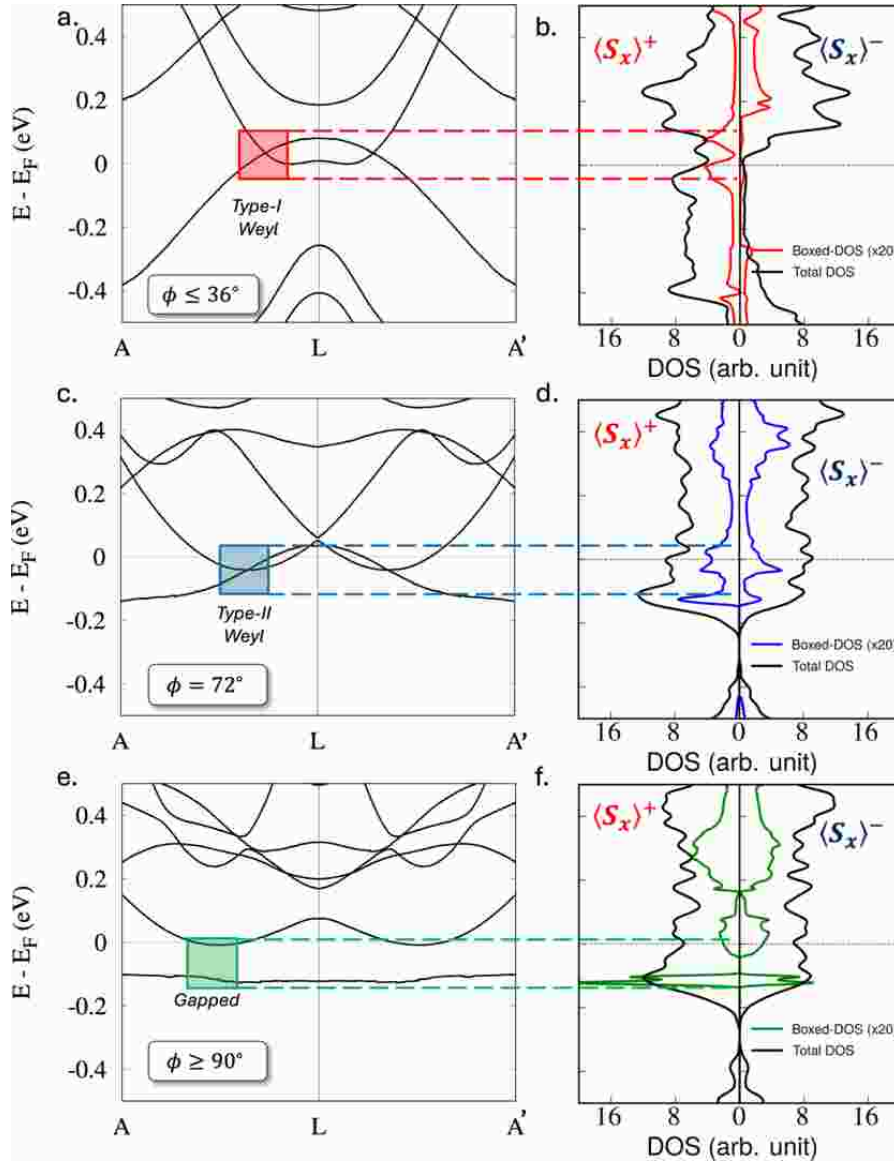 a.
b.
E - E_F (eV)
0.4
0.2
0
-0.2
-0.4
Type-I
Weyl
ϕ ≤ 36°
A
L
A'
⟨S_x⟩⁺
⟨S_x⟩⁻
Boxed-DOS (x20
Total DOS
16
8
0
8
16
DOS (arb. unit)
c.
d.
E - E_F (eV)
0.4
0.2
0
-0.2
-0.4
Type-II
Weyl
ϕ = 72°
A
L
A'
⟨S_x⟩⁺
⟨S_x⟩⁻
Boxed-DOS (x20)
Total DOS
16
8
0
8
16
DOS (arb. unit)
e.
f.
E - E_F (eV)
0.4
0.2
0
-0.2
-0.4
Gapped
ϕ ≥ 90°
A
L
A'
⟨S_x⟩⁺
⟨S_x⟩⁻
Boxed-DOS (x20
Total DOS
16
8
0
8
16
DOS (arb. unit)